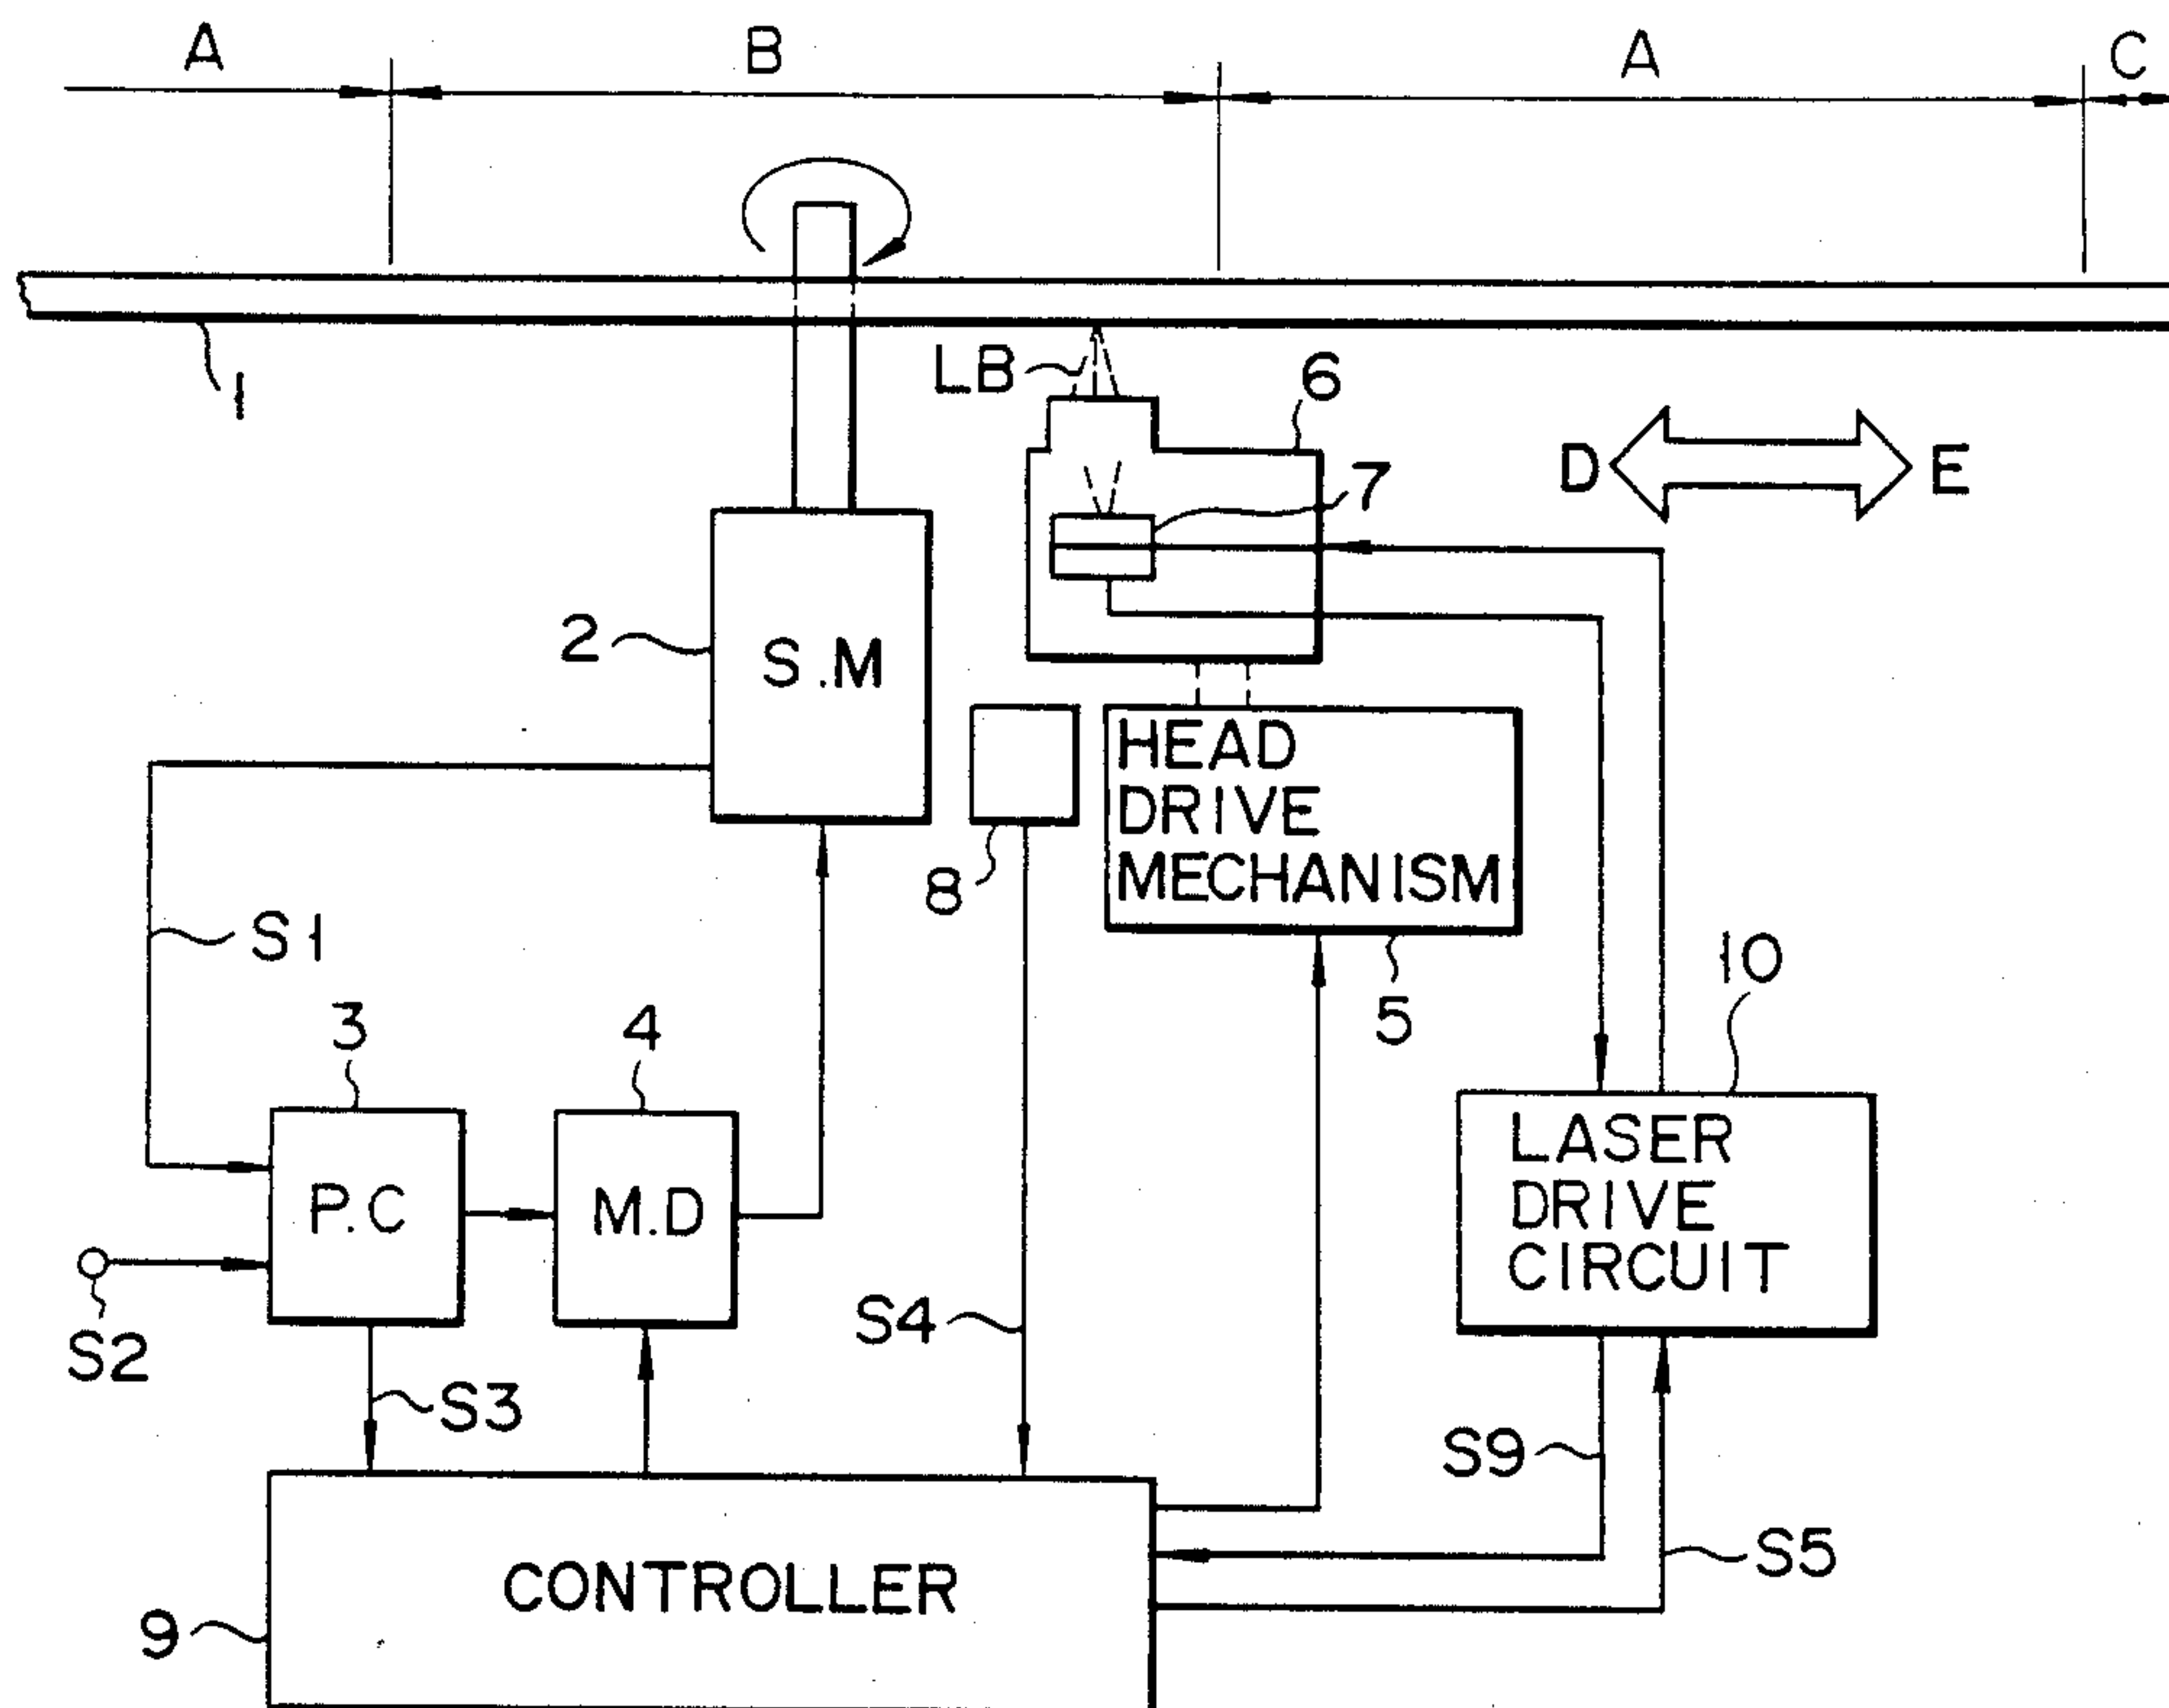 A
B
A
C
1
LB
6
D
E
7
2
S.M
HEAD
DRIVE
MECHANISM
8
S1
10
5
3
4
LASER
DRIVE
CIRCUIT
P.C
M.D
S4
S2
S3
S9
S5
CONTROLLER
9